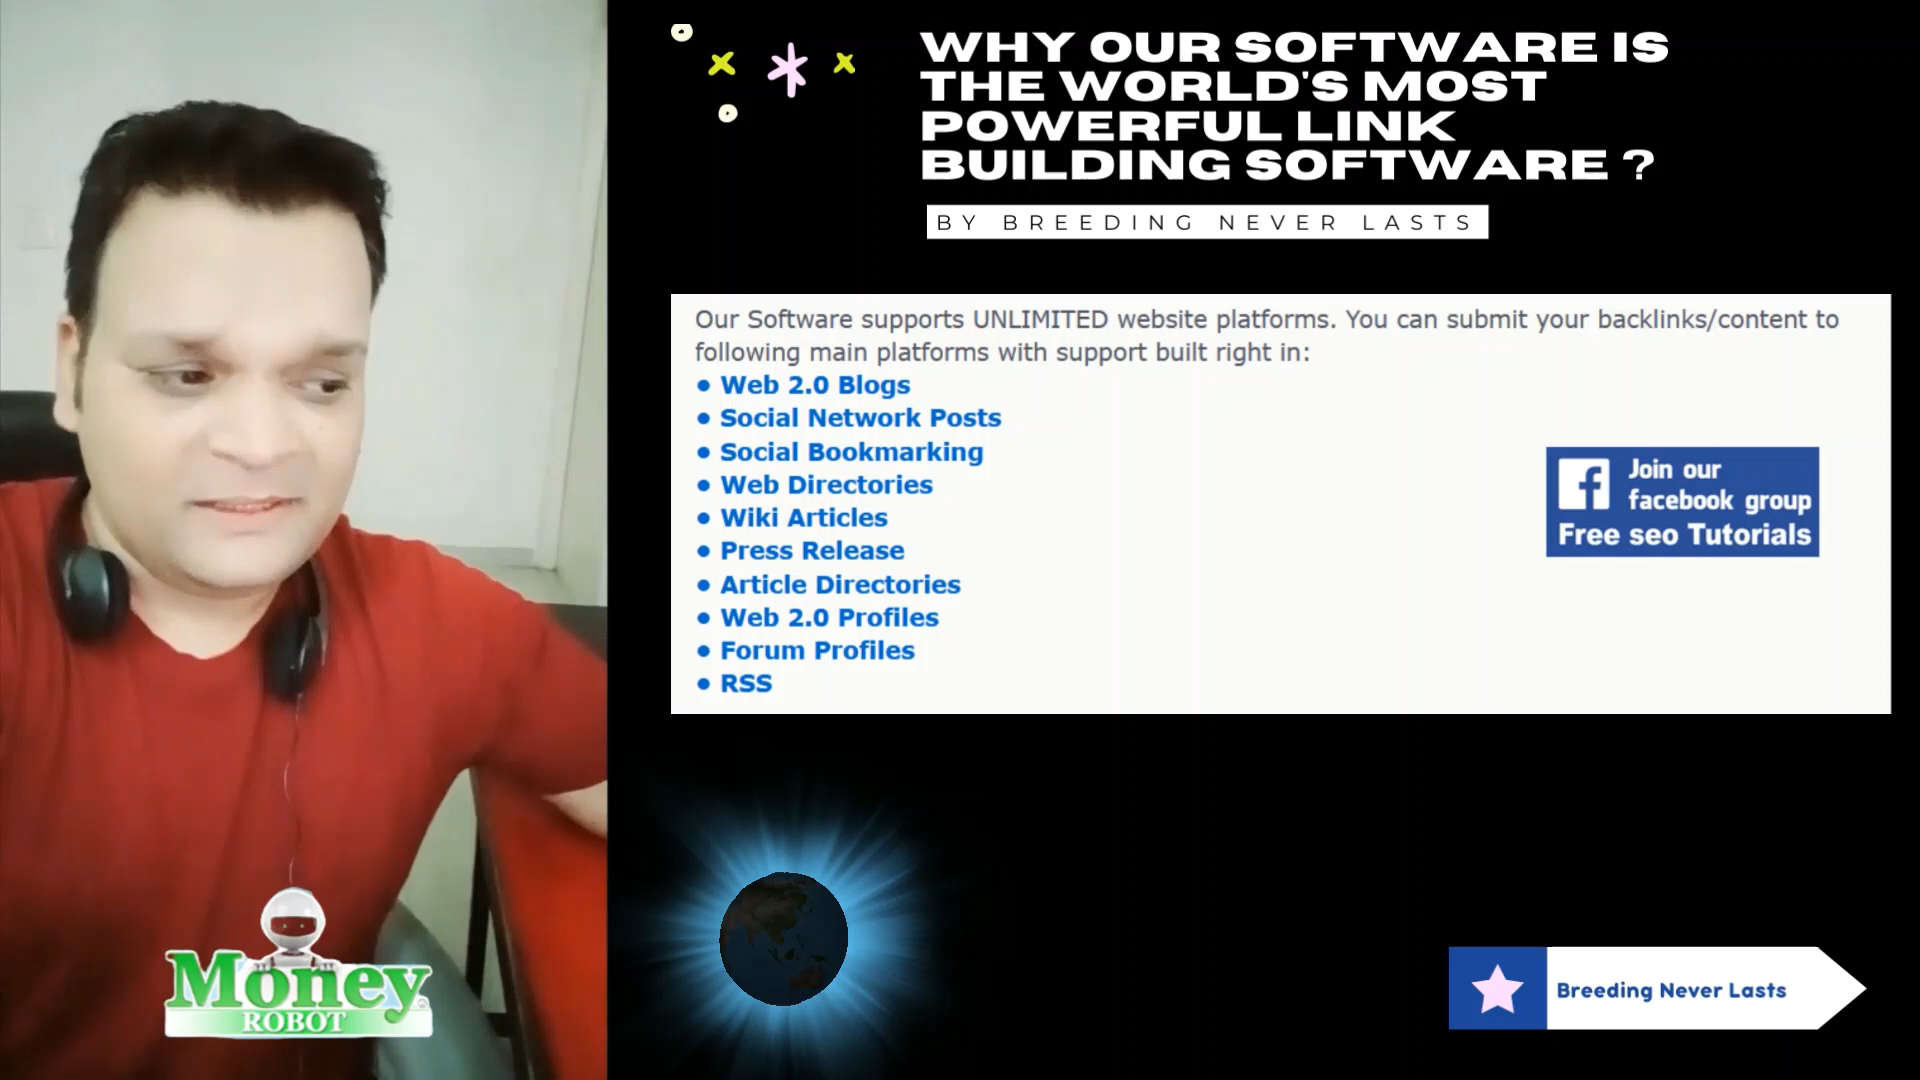 WHY OUR SOFTWARE IS
THE WORLD'S MOST
POWERFUL LINK
BUILDING SOFTWARE ?
BY BREEDING NEVER LASTS
Our Software supports UNLIMITED website platforms. You can submit your backlinks/content to
following main platforms with support built right in:
• Web 2.0 Blogs
• Social Network Posts
• Social Bookmarking
• Web Directories
• Wiki Articles
• Press Release
• Article Directories
• Web 2.0 Profiles
• Forum Profiles
• RSS
Join our
facebook group
Free seo Tutorials
Money
ROBOT
Breeding Never Lasts